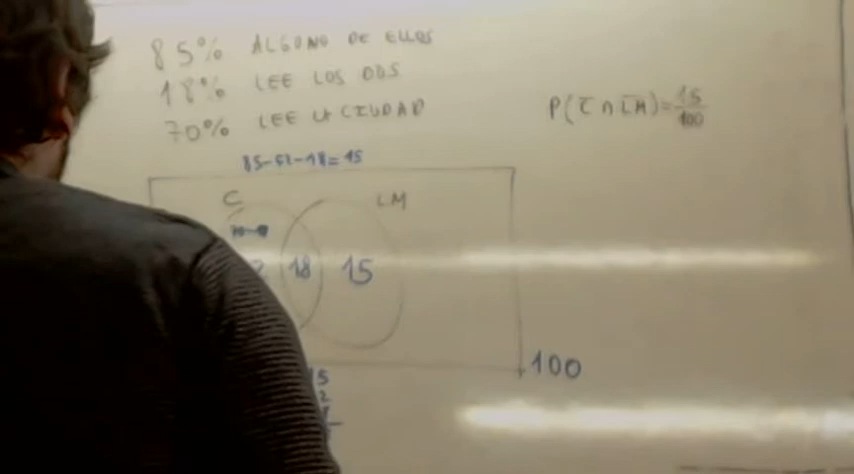 85% ALGUNO DE ELLOS
18% LEE LOS DOS
70% LEE LA CIUDAD
P(C̅ ∩ L̅M̅)=15/100
85-52-18=15
C LM
18 15
100